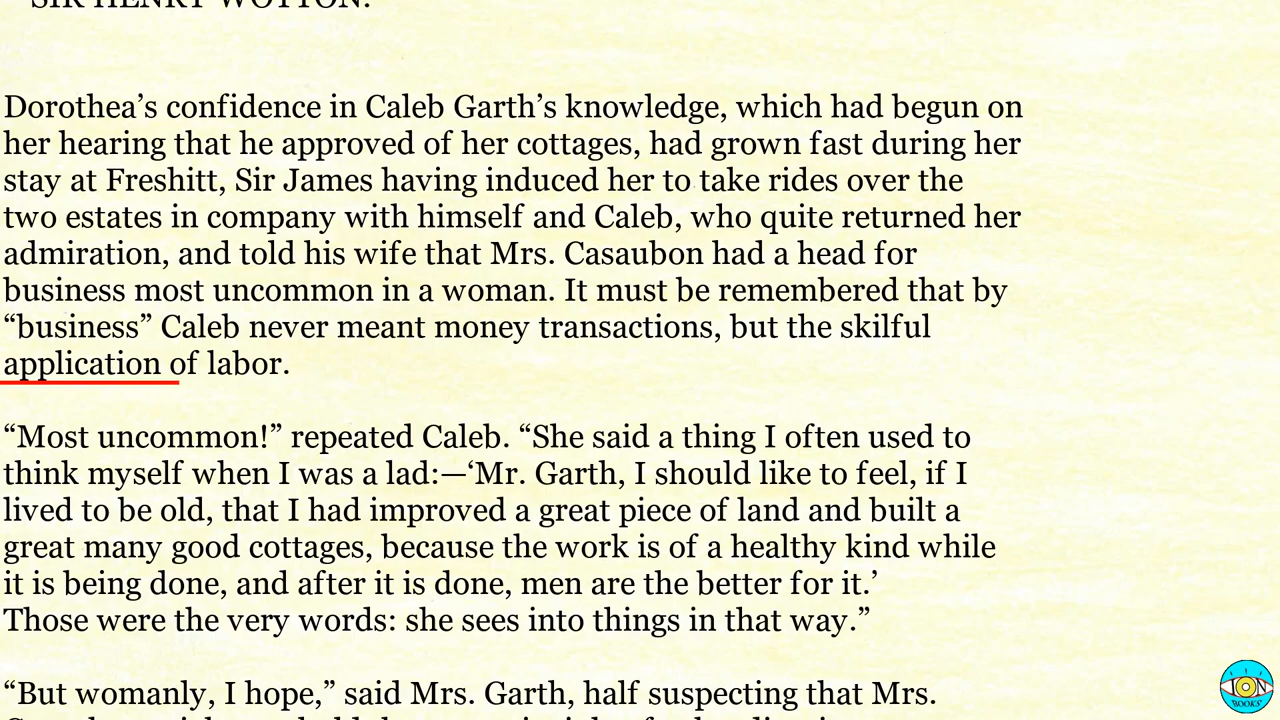 SIR HENRY WOTTON.
Dorothea’s confidence in Caleb Garth’s knowledge, which had begun on
her hearing that he approved of her cottages, had grown fast during her
stay at Freshitt, Sir James having induced her to take rides over the
two estates in company with himself and Caleb, who quite returned her
admiration, and told his wife that Mrs. Casaubon had a head for
business most uncommon in a woman. It must be remembered that by
“business” Caleb never meant money transactions, but the skilful
application of labor.
“Most uncommon!” repeated Caleb. “She said a thing I often used to
think myself when I was a lad:—‘Mr. Garth, I should like to feel, if I
lived to be old, that I had improved a great piece of land and built a
great many good cottages, because the work is of a healthy kind while
it is being done, and after it is done, men are the better for it.’
Those were the very words: she sees into things in that way.”
“But womanly, I hope,” said Mrs. Garth, half suspecting that Mrs.
ION
BOOKS